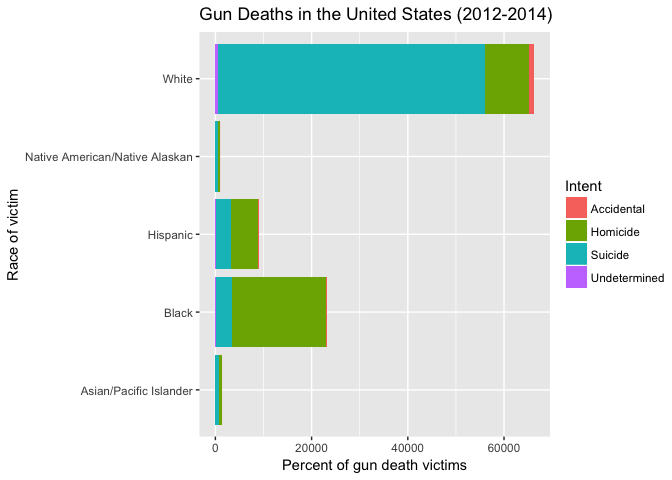 Gun Deaths in the United States (2012-2014)
Race of victim
White
Native American/Native Alaskan
Hispanic
Black
Asian/Pacific Islander
0 20000 40000 60000
Percent of gun death victims
Intent
Accidental
Homicide
Suicide
Undetermined